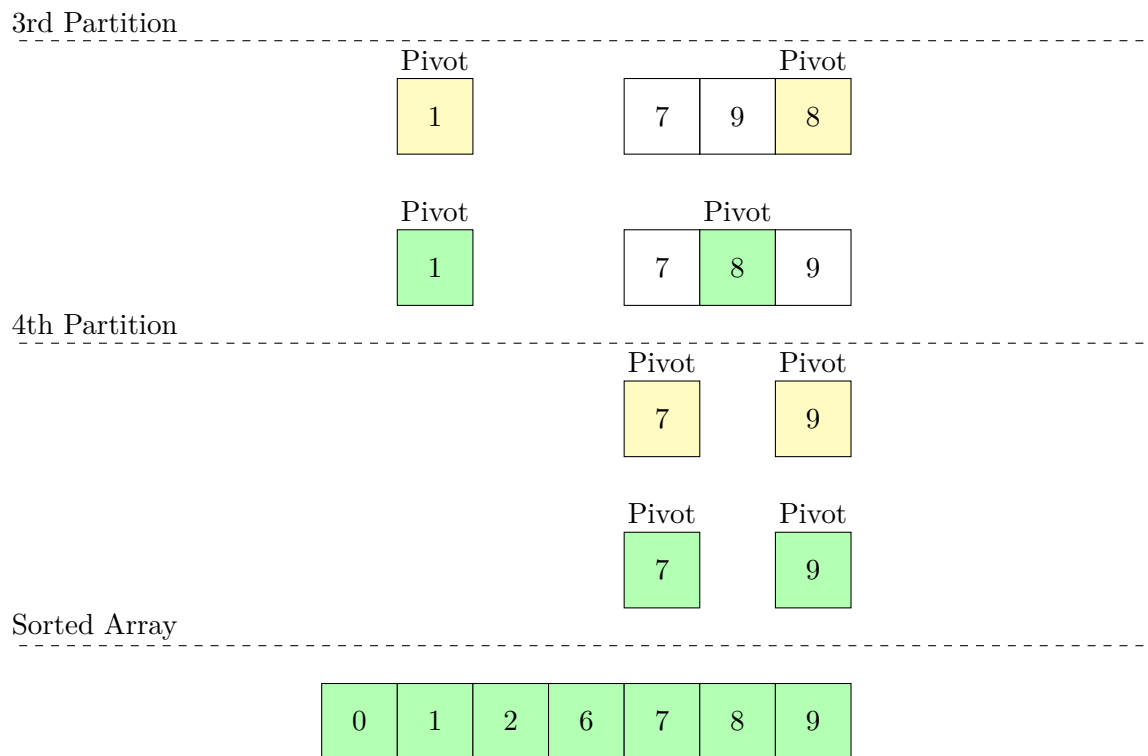 3rd Partition
Pivot Pivot
1 7 9 8
Pivot Pivot
1 7 8 9
4th Partition
Pivot Pivot
7 9
Pivot Pivot
7 9
Sorted Array
0 1 2 6 7 8 9